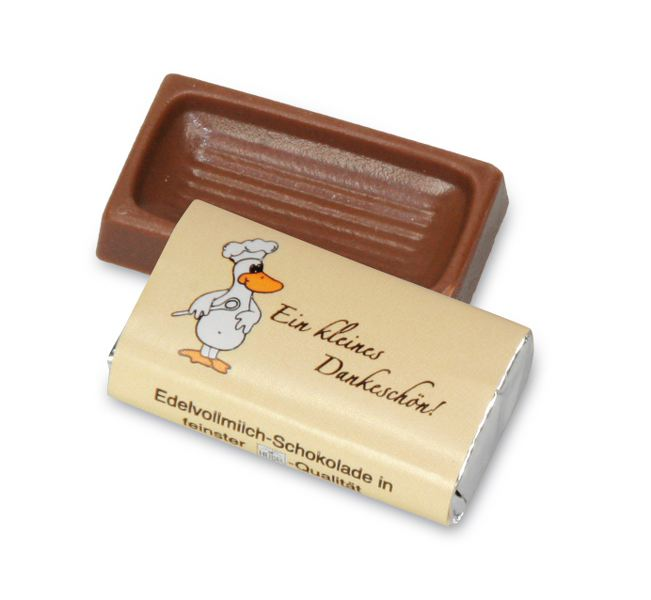 Ein kleines
Dankeschön!
Edelvollmilch-Schokolade in
feinster -Qualität